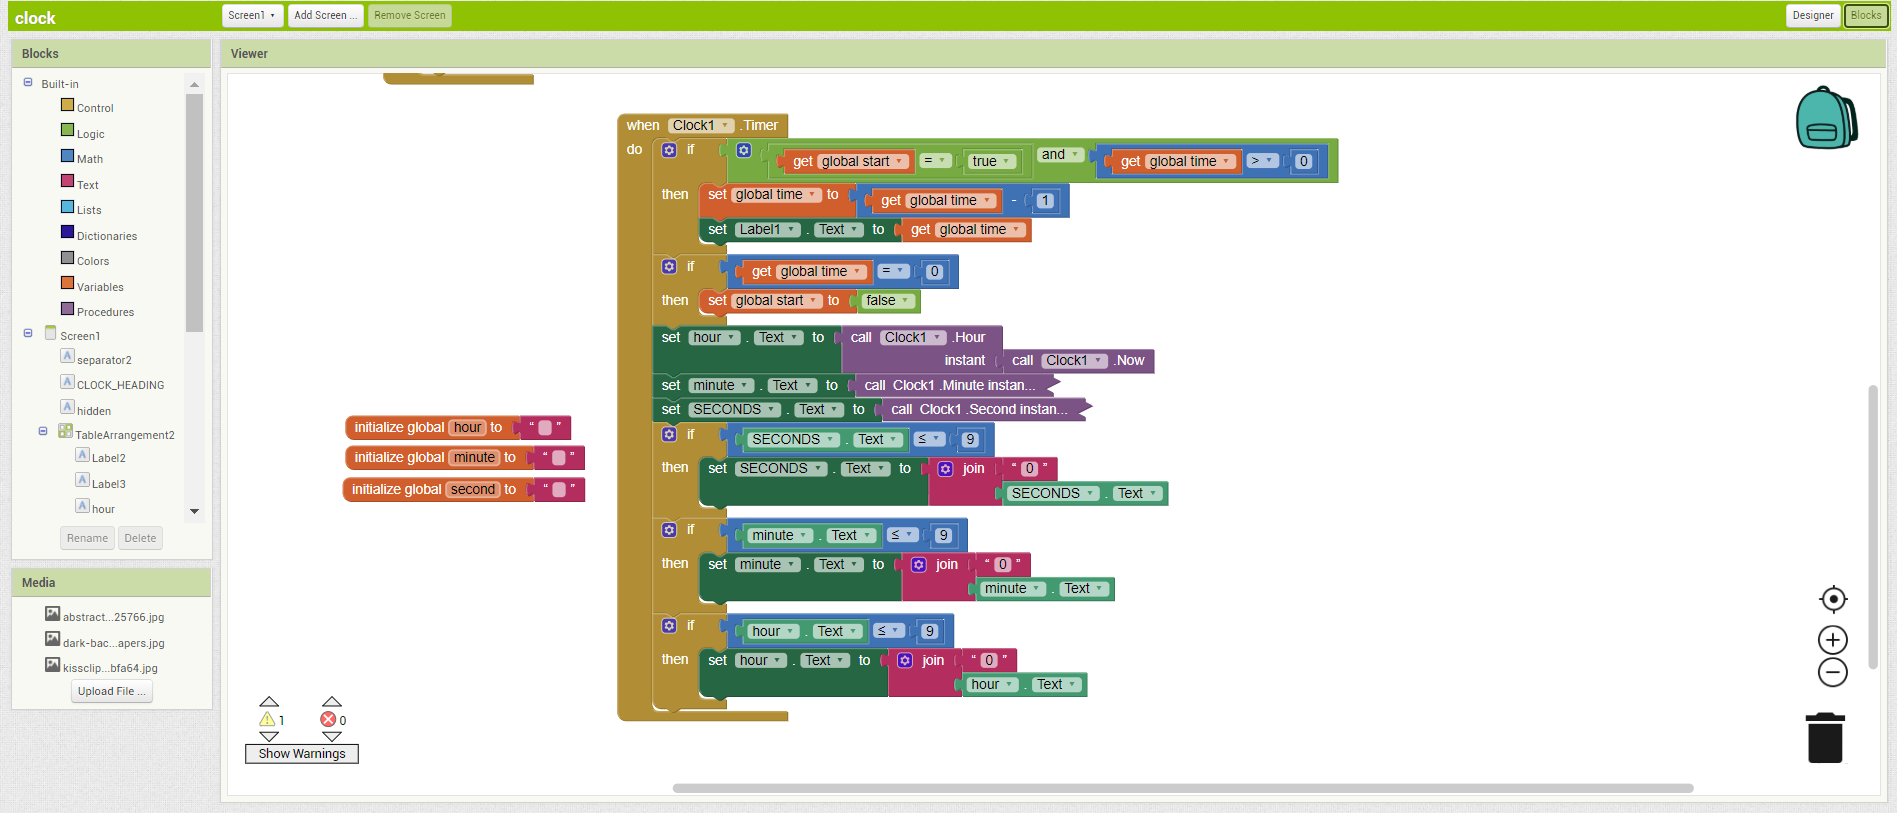 clock
Screen1
Add Screen ...
Remove Screen
Designer
Blocks
Blocks
Built-in
Control
Logic
Math
Text
Lists
Dictionaries
Colors
Variables
Procedures
Screen1
separator2
CLOCK_HEADING
hidden
TableArrangement2
Label2
Label3
hour
Rename Delete
Media
abstract...25766.jpg
dark-bac...apers.jpg
kissclip...bfa64.jpg
Upload File ...
Viewer
when Clock1 .Timer
do if get global start = true and get global time > 0
then set global time to get global time - 1
set Label1 . Text to get global time
if get global time = 0
then set global start to false
set hour . Text to call Clock1 .Hour
instant call Clock1 .Now
set minute . Text to call Clock1 .Minute instan...
set SECONDS . Text to call Clock1 .Second instan...
if SECONDS . Text ≤ 9
then set SECONDS . Text to join " 0 "
SECONDS . Text
if minute . Text ≤ 9
then set minute . Text to join " 0 "
minute . Text
if hour . Text ≤ 9
then set hour . Text to join " 0 "
hour . Text
initialize global hour to " "
initialize global minute to " "
initialize global second to " "
1 0
Show Warnings